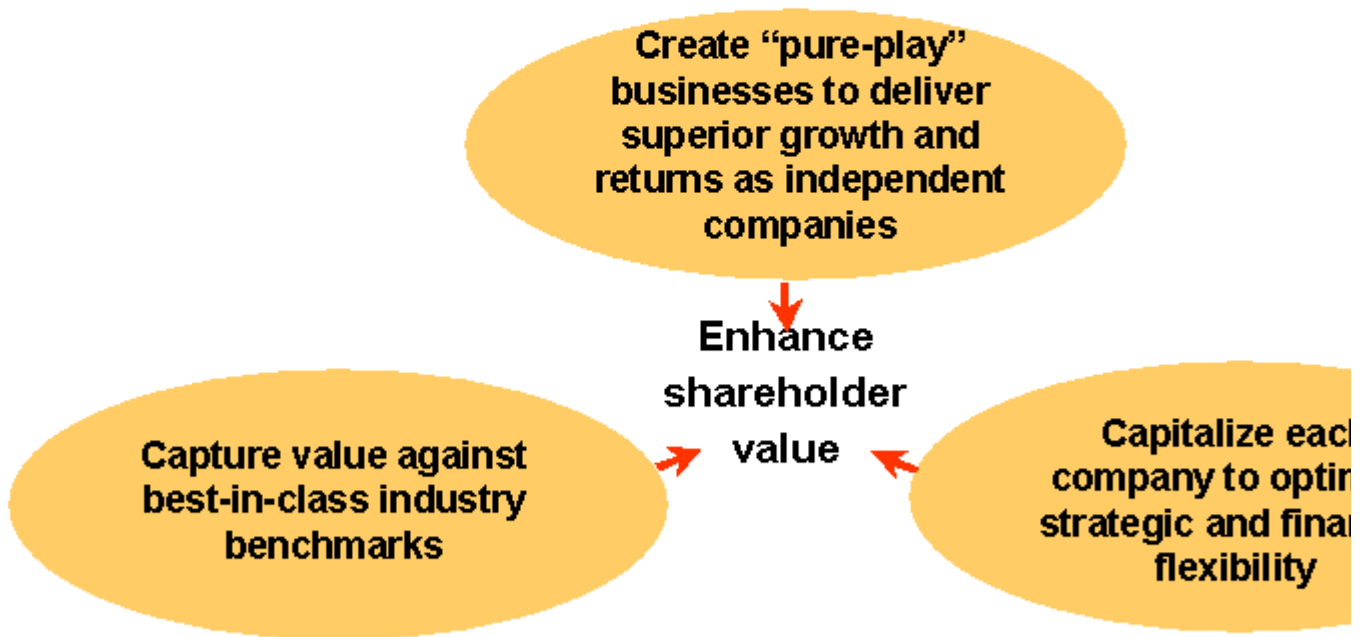 Create “pure-play”
businesses to deliver
superior growth and
returns as independent
companies
Enhance
shareholder
value
Capture value against
best-in-class industry
benchmarks
Capitalize
company to
strategic and
flexibility